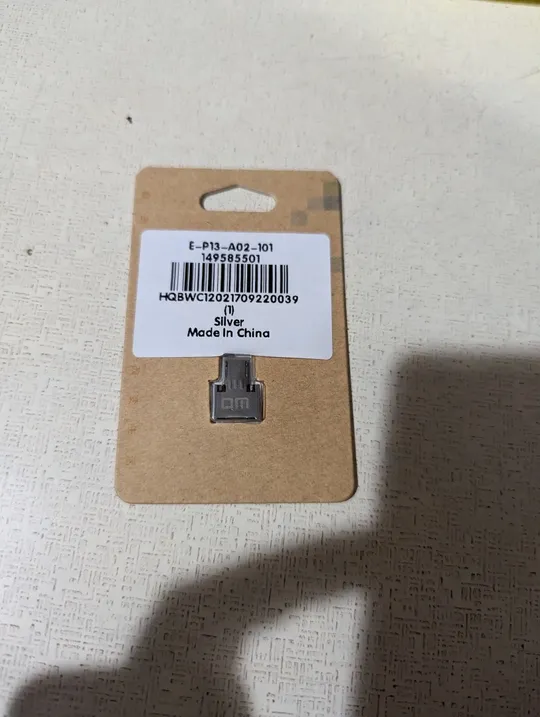 E-P13-A02-101
149585501
HQBWC12021709220039
(1)
Silver
Made In China
DM